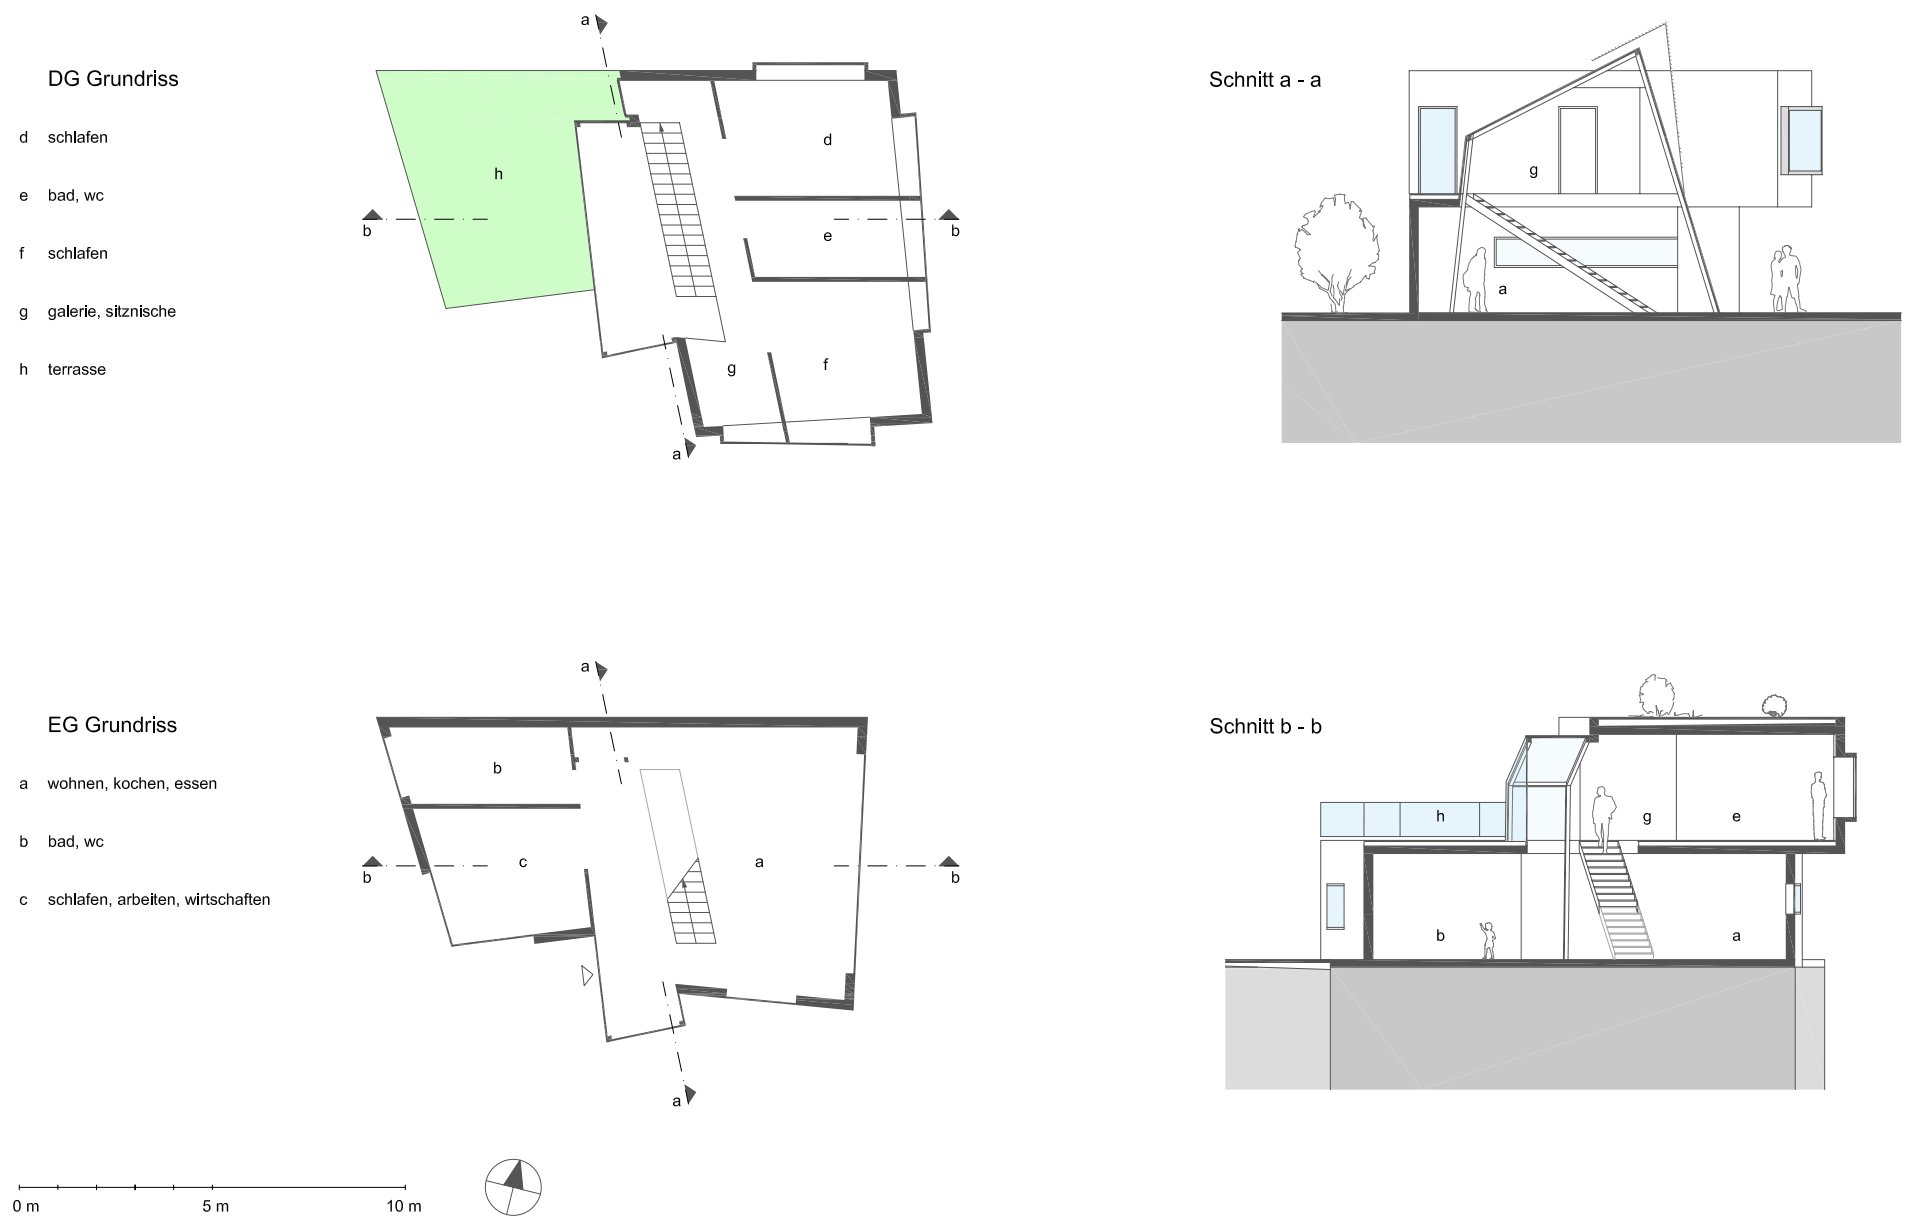 DG Grundriss
d schlafen
e bad, wc
f schlafen
g galerie, sitznische
h terrasse
a
d
h
b
e
b
g
f
a
Schnitt a - a
g
a
EG Grundriss
a wohnen, kochen, essen
b bad, wc
c schlafen, arbeiten, wirtschaften
a
b
c
a
b
b
a
Schnitt b - b
h
g
e
b
a
0 m 5 m 10 m